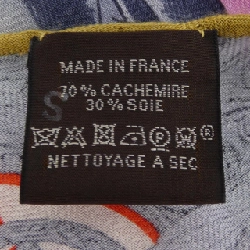 MADE IN FRANCE
70% CACHEMIRE
30% SOIE
NETTOYAGE A SEC
S